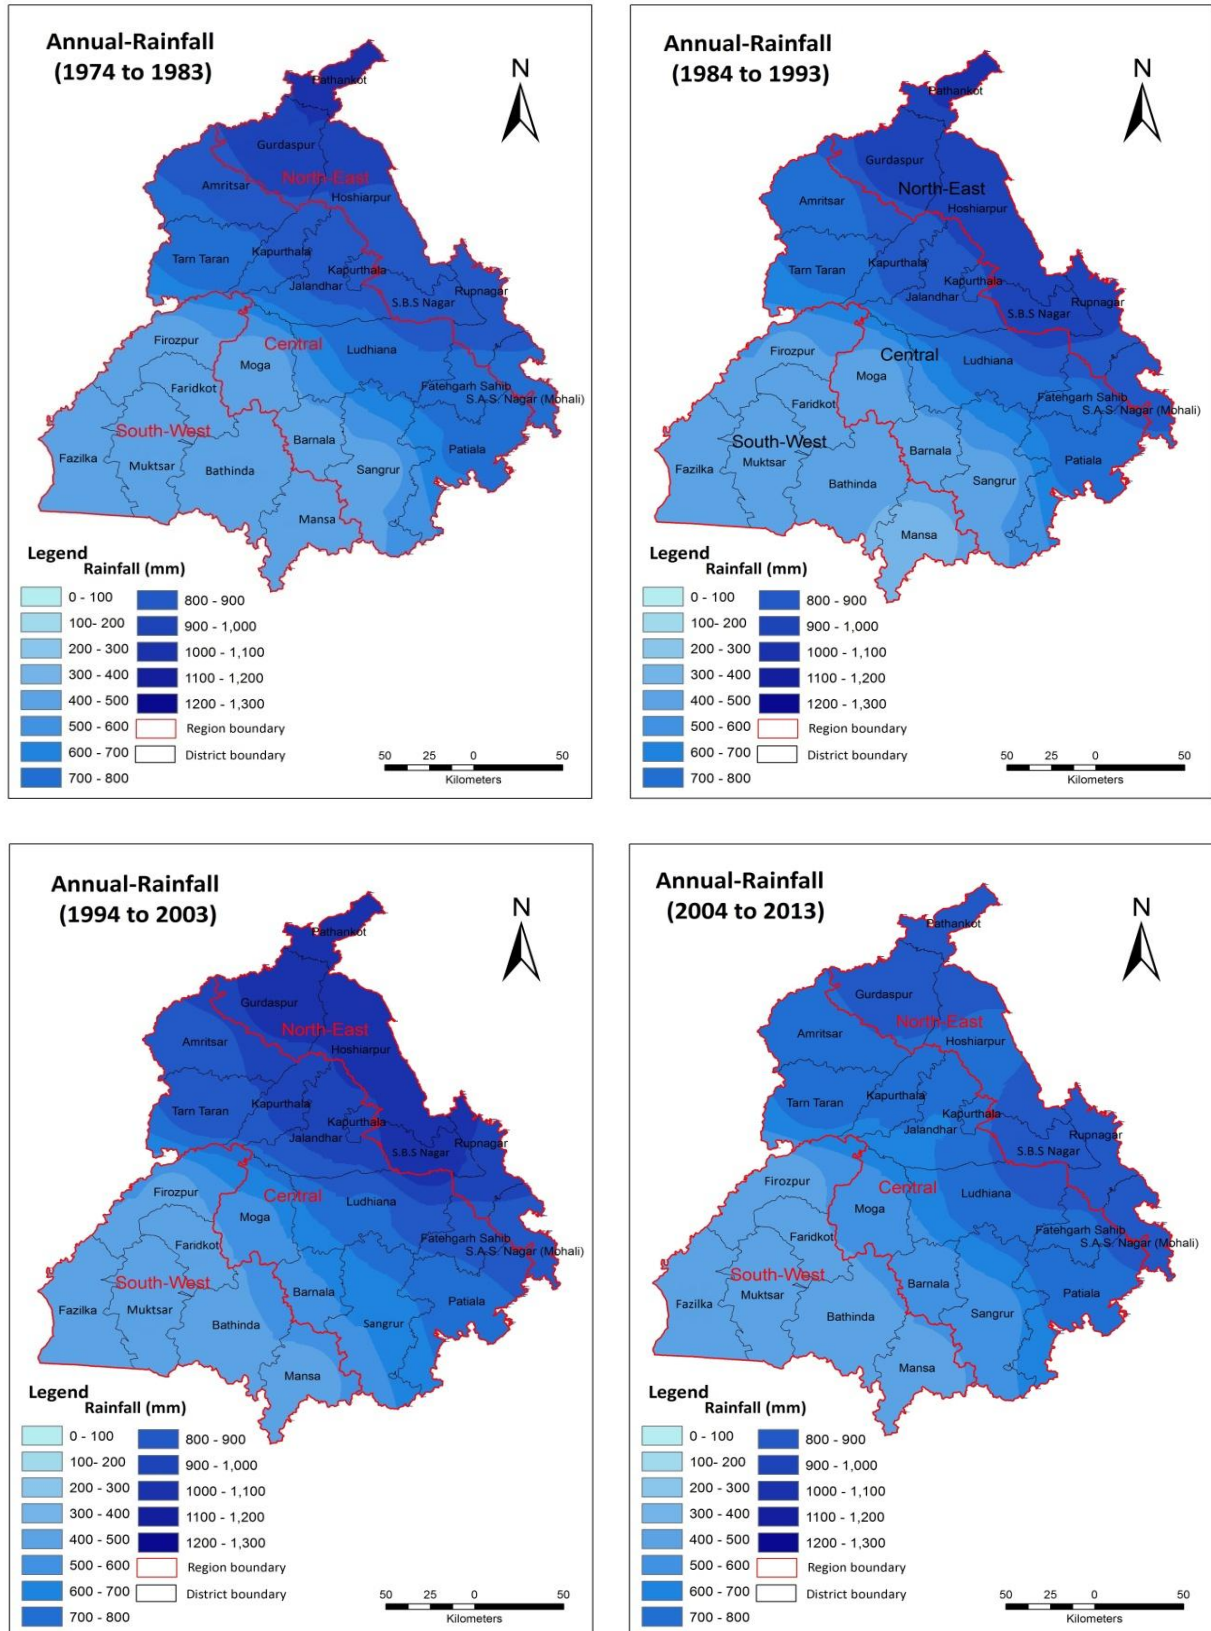 Annual-Rainfall
(1974 to 1983)
N
Pathankot
Gurdaspur
North-East
Amritsar
Hoshiarpur
Tarn Taran
Kapurthala
Kapurthala
Jalandhar
Rupnagar
S.B.S Nagar
Firozpur
Central
Ludhiana
Moga
Faridkot
Fatehgarh Sahib
S.A.S. Nagar (Mohali)
South-West
Barnala
Patiala
Fazilka
Muktsar
Bathinda
Sangrur
Mansa
Legend
Rainfall (mm)
0 - 100
100- 200
200 - 300
300 - 400
400 - 500
500 - 600
600 - 700
700 - 800
800 - 900
900 - 1,000
1000 - 1,100
1100 - 1,200
1200 - 1,300
Region boundary
District boundary
50 25 0 50
Kilometers
Annual-Rainfall
(1984 to 1993)
N
Pathankot
Gurdaspur
North-East
Amritsar
Hoshiarpur
Tarn Taran
Kapurthala
Kapurthala
Jalandhar
Rupnagar
S.B.S Nagar
Firozpur
Central
Ludhiana
Moga
Faridkot
Fatehgarh Sahib
S.A.S. Nagar (Mohali)
South-West
Barnala
Patiala
Fazilka
Muktsar
Bathinda
Sangrur
Mansa
Legend
Rainfall (mm)
0 - 100
100- 200
200 - 300
300 - 400
400 - 500
500 - 600
600 - 700
700 - 800
800 - 900
900 - 1,000
1000 - 1,100
1100 - 1,200
1200 - 1,300
Region boundary
District boundary
50 25 0 50
Kilometers
Annual-Rainfall
(1994 to 2003)
N
Pathankot
Gurdaspur
North-East
Amritsar
Hoshiarpur
Tarn Taran
Kapurthala
Kapurthala
Jalandhar
Rupnagar
S.B.S Nagar
Firozpur
Central
Ludhiana
Moga
Faridkot
Fatehgarh Sahib
S.A.S. Nagar (Mohali)
South-West
Barnala
Patiala
Fazilka
Muktsar
Bathinda
Sangrur
Mansa
Legend
Rainfall (mm)
0 - 100
100- 200
200 - 300
300 - 400
400 - 500
500 - 600
600 - 700
700 - 800
800 - 900
900 - 1,000
1000 - 1,100
1100 - 1,200
1200 - 1,300
Region boundary
District boundary
50 25 0 50
Kilometers
Annual-Rainfall
(2004 to 2013)
N
Pathankot
Gurdaspur
North-East
Amritsar
Hoshiarpur
Tarn Taran
Kapurthala
Kapurthala
Jalandhar
Rupnagar
S.B.S Nagar
Firozpur
Central
Ludhiana
Moga
Faridkot
Fatehgarh Sahib
S.A.S. Nagar (Mohali)
South-West
Barnala
Patiala
Fazilka
Muktsar
Bathinda
Sangrur
Mansa
Legend
Rainfall (mm)
0 - 100
100- 200
200 - 300
300 - 400
400 - 500
500 - 600
600 - 700
700 - 800
800 - 900
900 - 1,000
1000 - 1,100
1100 - 1,200
1200 - 1,300
Region boundary
District boundary
50 25 0 50
Kilometers